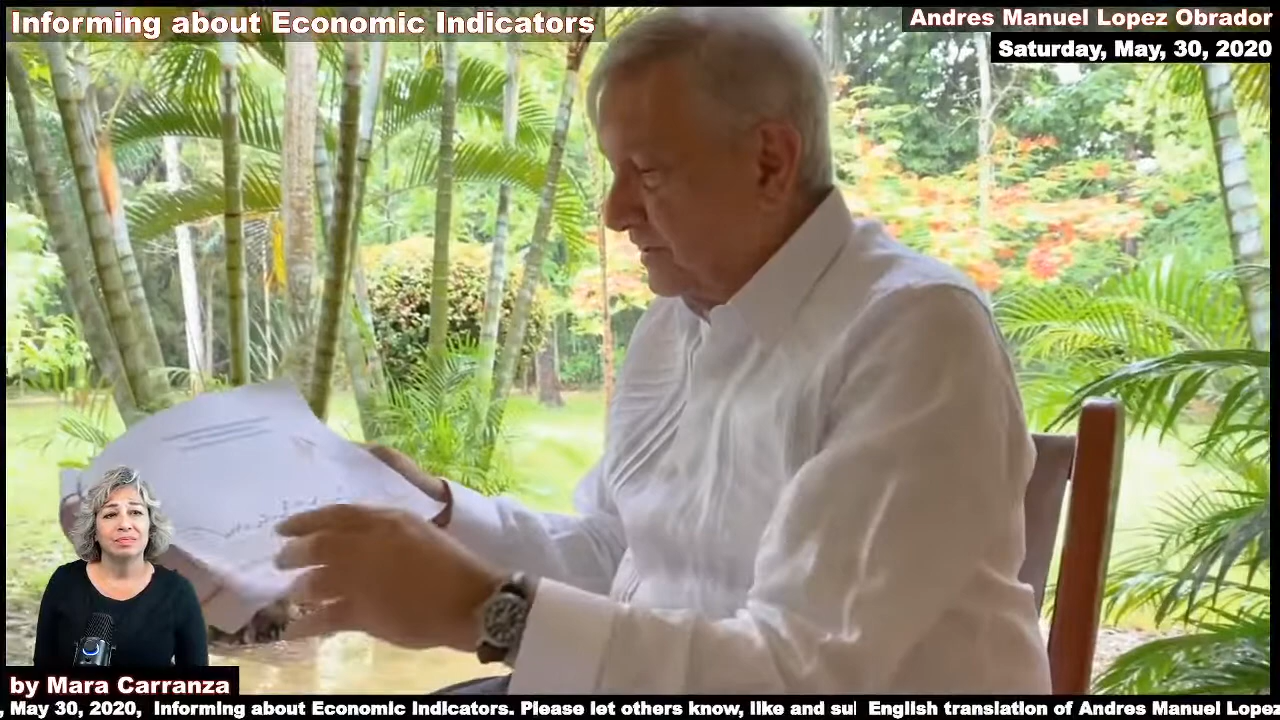 Informing about Economic Indicators
Andres Manuel Lopez Obrador
Saturday, May, 30, 2020
by Mara Carranza
, May 30, 2020,  Informing about Economic Indicators. Please let others know, like and su  English translation of Andres Manuel Lopez